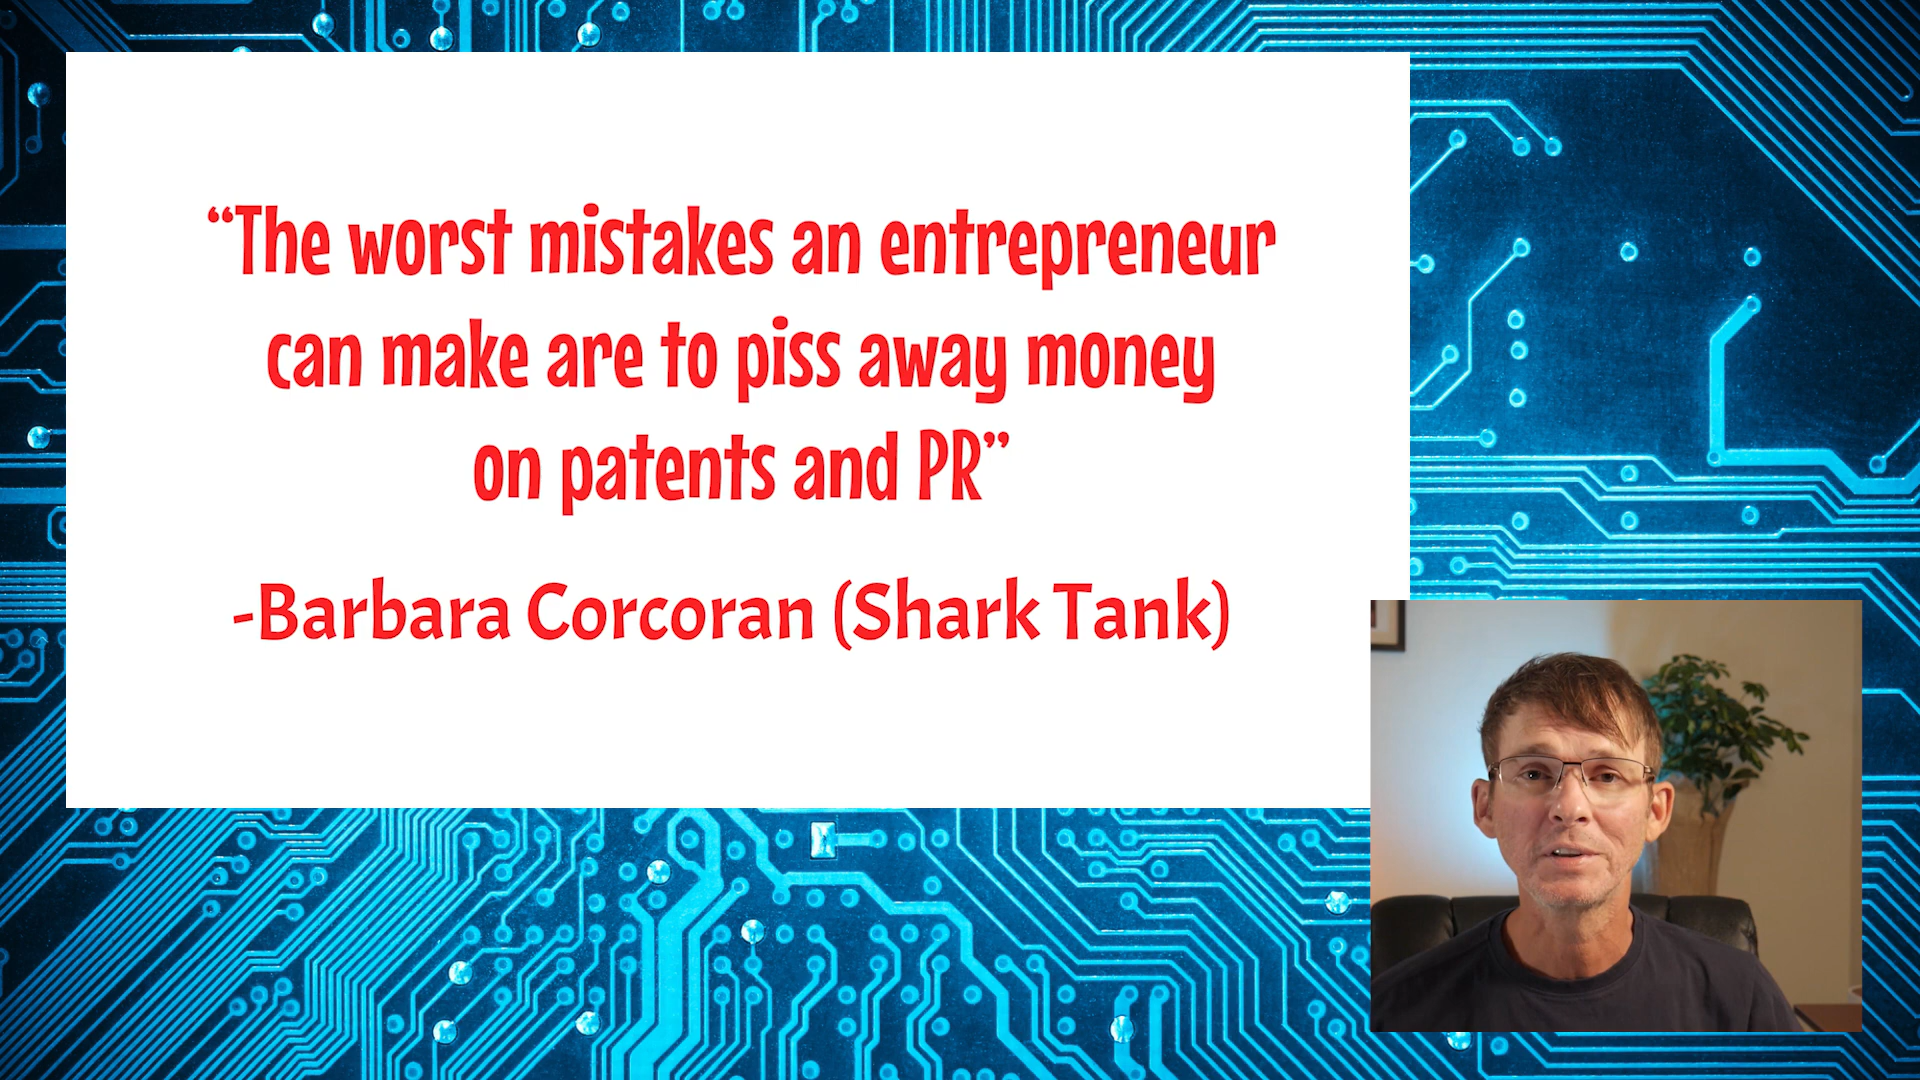 “The worst mistakes an entrepreneur
can make are to piss away money
on patents and PR”
-Barbara Corcoran (Shark Tank)